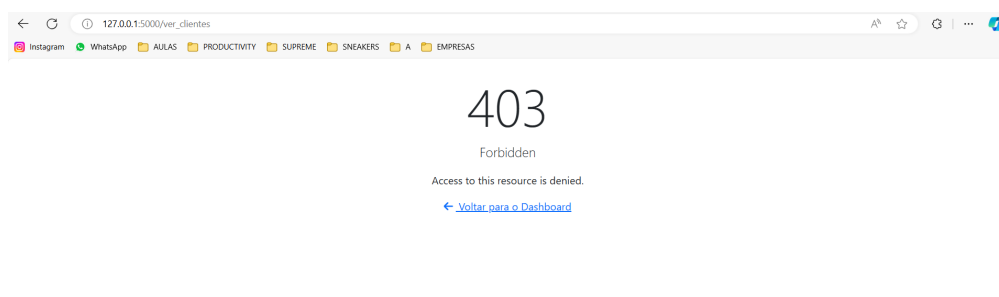 127.0.0.1:5000/ver_clientes
Instagram WhatsApp AULAS PRODUCTIVITY SUPREME SNEAKERS A EMPRESAS
403
Forbidden
Access to this resource is denied.
← Voltar para o Dashboard